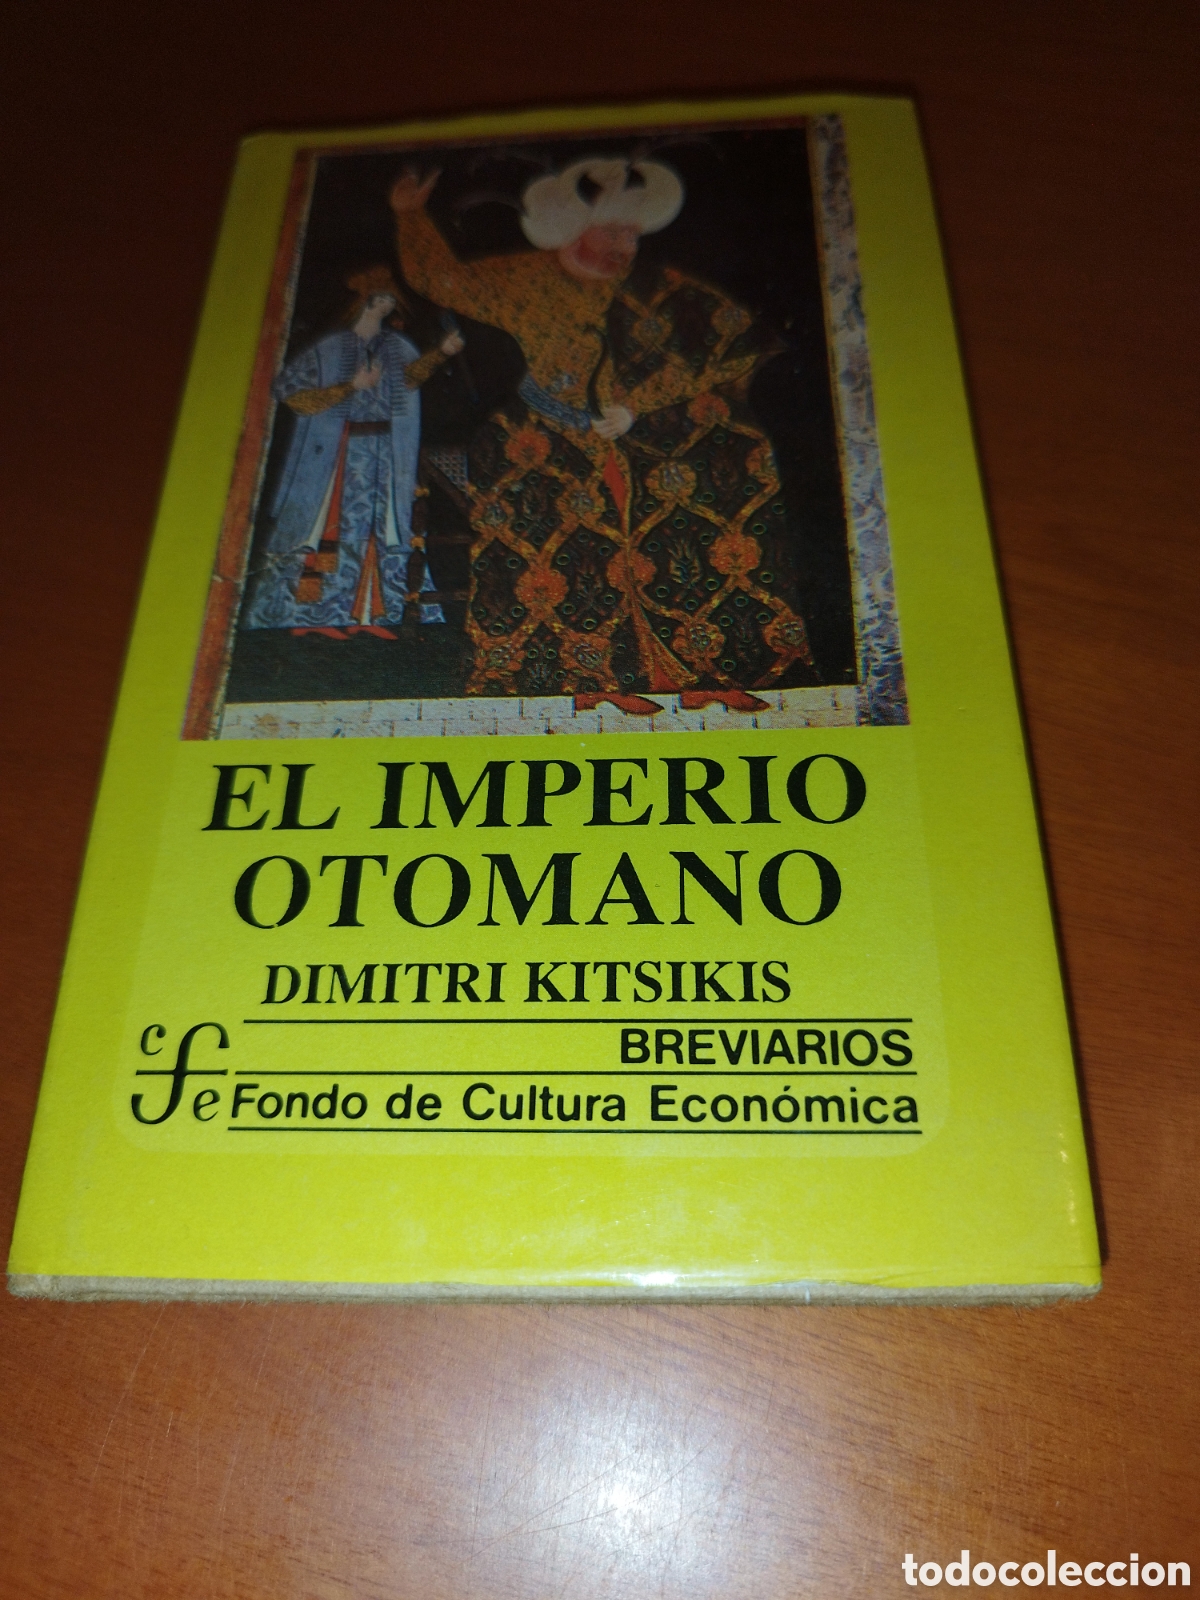 EL IMPERIO
OTOMANO
DIMITRI KITSIKIS
BREVIARIOS
cfe Fondo de Cultura Económica
todocoleccion